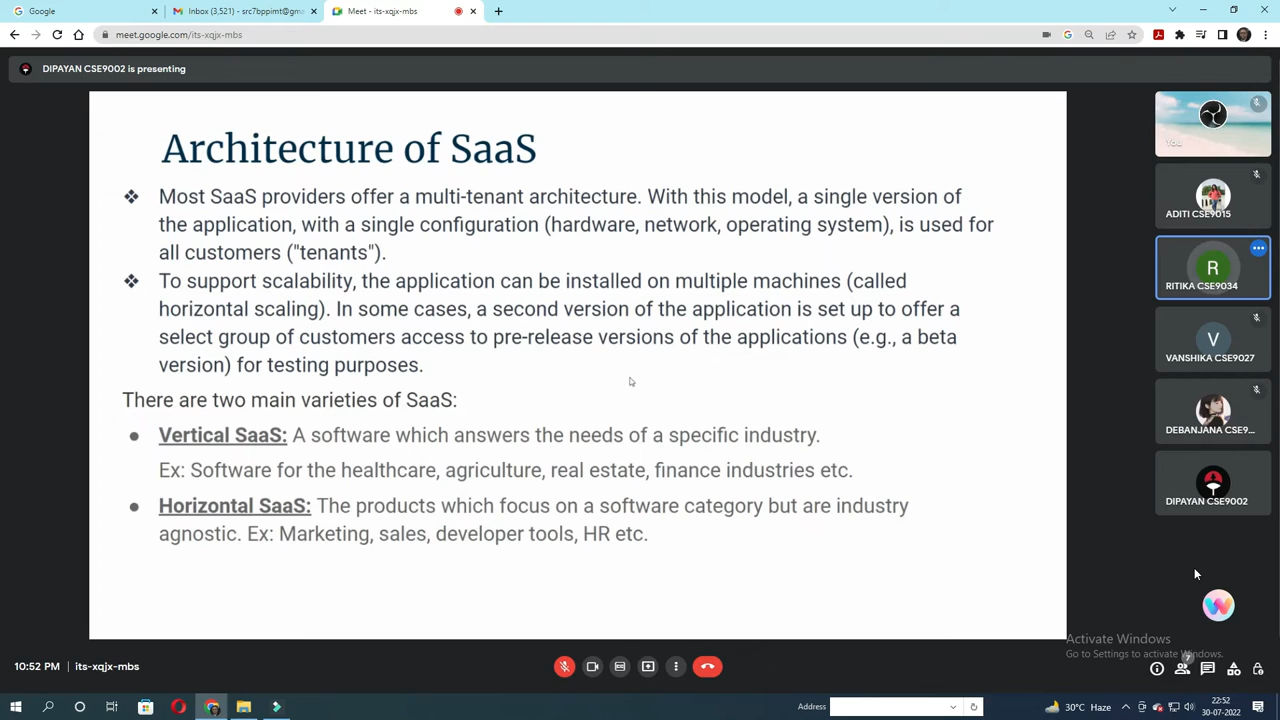 Google
Inbox (3,521) - src7bppimt@gm
Meet - its-xqjx-mbs
meet.google.com/its-xqjx-mbs
DIPAYAN CSE9002 is presenting
Architecture of SaaS
❖ Most SaaS providers offer a multi-tenant architecture. With this model, a single version of
the application, with a single configuration (hardware, network, operating system), is used for
all customers ("tenants").
❖ To support scalability, the application can be installed on multiple machines (called
horizontal scaling). In some cases, a second version of the application is set up to offer a
select group of customers access to pre-release versions of the applications (e.g., a beta
version) for testing purposes.
There are two main varieties of SaaS:
● Vertical SaaS: A software which answers the needs of a specific industry.
Ex: Software for the healthcare, agriculture, real estate, finance industries etc.
● Horizontal SaaS: The products which focus on a software category but are industry
agnostic. Ex: Marketing, sales, developer tools, HR etc.
You
ADITI CSE9015
R
RITIKA CSE9034
V
VANSHIKA CSE9027
DEBANJANA CSE9...
DIPAYAN CSE9002
Activate Windows
Go to Settings to activate Windows.
10:52 PM
its-xqjx-mbs
7
Address
30°C Haze
22:52
30-07-2022